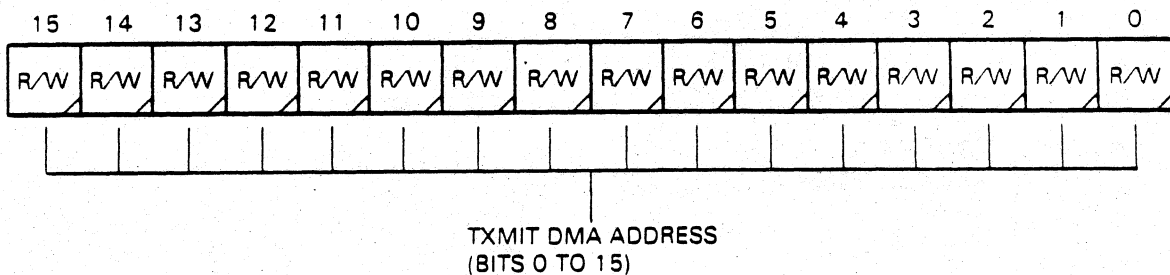 15 14 13 12 11 10 9 8 7 6 5 4 3 2 1 0
R/W R/W R/W R/W R/W R/W R/W R/W R/W R/W R/W R/W R/W R/W R/W R/W
TXMIT DMA ADDRESS
(BITS 0 TO 15)